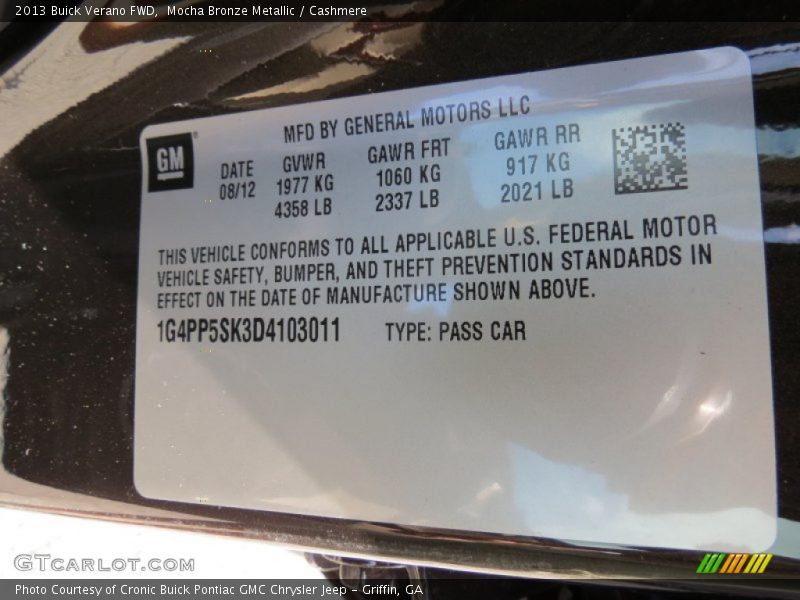 2013 Buick Verano FWD,  Mocha Bronze Metallic / Cashmere
MFD BY GENERAL MOTORS LLC
GM
DATE GVWR GAWR FRT GAWR RR
08/12 1977 KG 1060 KG 917 KG
4358 LB 2337 LB 2021 LB
THIS VEHICLE CONFORMS TO ALL APPLICABLE U.S. FEDERAL MOTOR
VEHICLE SAFETY, BUMPER, AND THEFT PREVENTION STANDARDS IN
EFFECT ON THE DATE OF MANUFACTURE SHOWN ABOVE.
1G4PP5SK3D4103011 TYPE: PASS CAR
GTcarlot.com
Photo Courtesy of Cronic Buick Pontiac GMC Chrysler Jeep - Griffin, GA